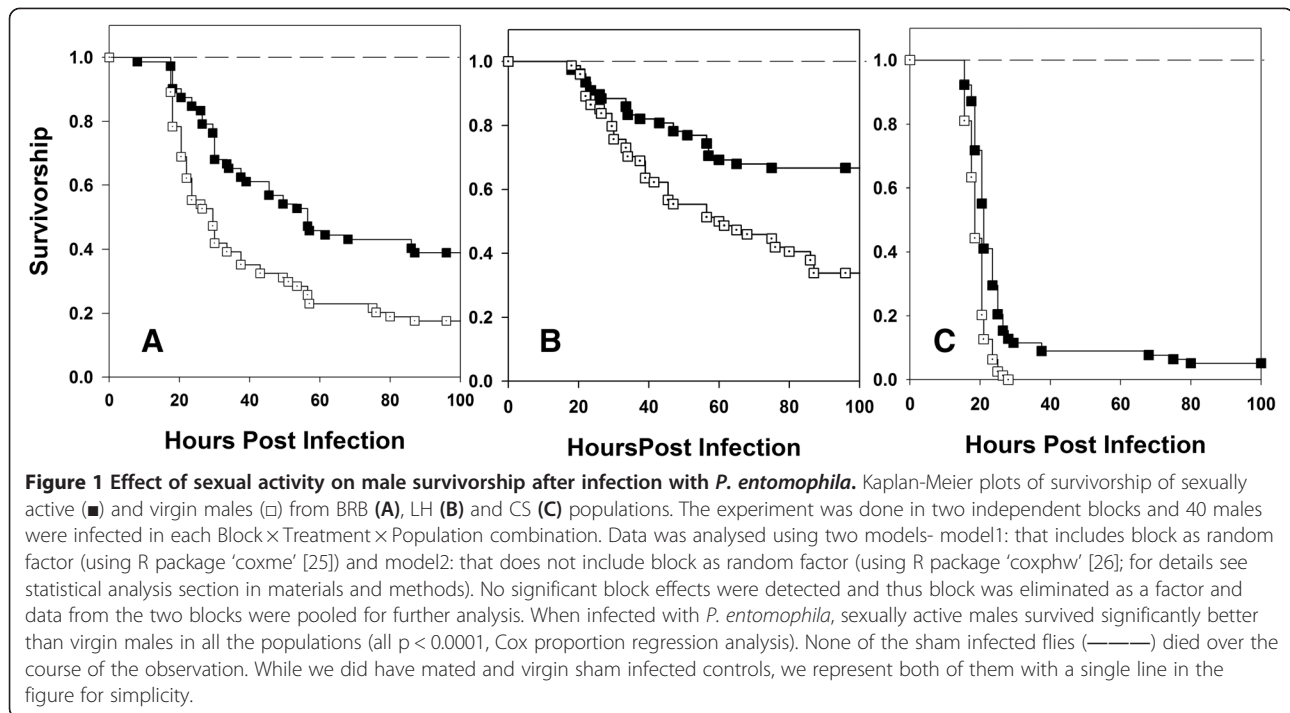 1.0
0.8
0.6
0.4
0.2
0.0
Survivorship
A
0 20 40 60 80 100
Hours Post Infection
1.0
0.8
0.6
0.4
0.2
0.0
B
0 20 40 60 80 100
HoursPost Infection
1.0
0.8
0.6
0.4
0.2
0.0
C
0 20 40 60 80 100
Hours Post Infection
Figure 1 Effect of sexual activity on male survivorship after infection with P. entomophila. Kaplan-Meier plots of survivorship of sexually
active (■) and virgin males (□) from BRB (A), LH (B) and CS (C) populations. The experiment was done in two independent blocks and 40 males
were infected in each Block × Treatment × Population combination. Data was analysed using two models- model1: that includes block as random
factor (using R package ‘coxme’ [25]) and model2: that does not include block as random factor (using R package ‘coxphw’ [26; for details see
statistical analysis section in materials and methods). No significant block effects were detected and thus block was eliminated as a factor and
data from the two blocks were pooled for further analysis. When infected with P. entomophila, sexually active males survived significantly better
than virgin males in all the populations (all p < 0.0001, Cox proportion regression analysis). None of the sham infected flies (———) died over the
course of the observation. While we did have mated and virgin sham infected controls, we represent both of them with a single line in the
figure for simplicity.